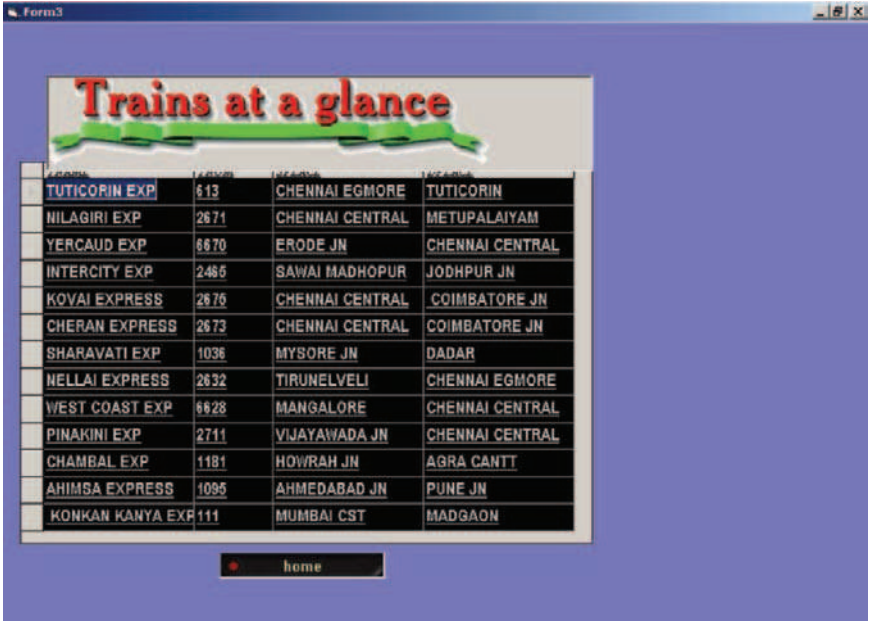 Form3
Trains at a glance
TUTICORIN EXP 613 CHENNAI EGMORE TUTICORIN
NILAGIRI EXP 2671 CHENNAI CENTRAL METUPALAIYAM
YERCAUD EXP 6670 ERODE JN CHENNAI CENTRAL
INTERCITY EXP 2465 SAWAI MADHOPUR JODHPUR JN
KOVAI EXPRESS 2675 CHENNAI CENTRAL COIMBATORE JN
CHERAN EXPRESS 2673 CHENNAI CENTRAL COIMBATORE JN
SHARAVATI EXP 1036 MYSORE JN DADAR
NELLAI EXPRESS 2632 TIRUNELVELI CHENNAI EGMORE
WEST COAST EXP 6628 MANGALORE CHENNAI CENTRAL
PINAKINI EXP 2711 VIJAYAWADA JN CHENNAI CENTRAL
CHAMBAL EXP 1181 HOWRAH JN AGRA CANTT
AHIMSA EXPRESS 1095 AHMEDABAD JN PUNE JN
KONKAN KANYA EXP 111 MUMBAI CST MADGAON
home